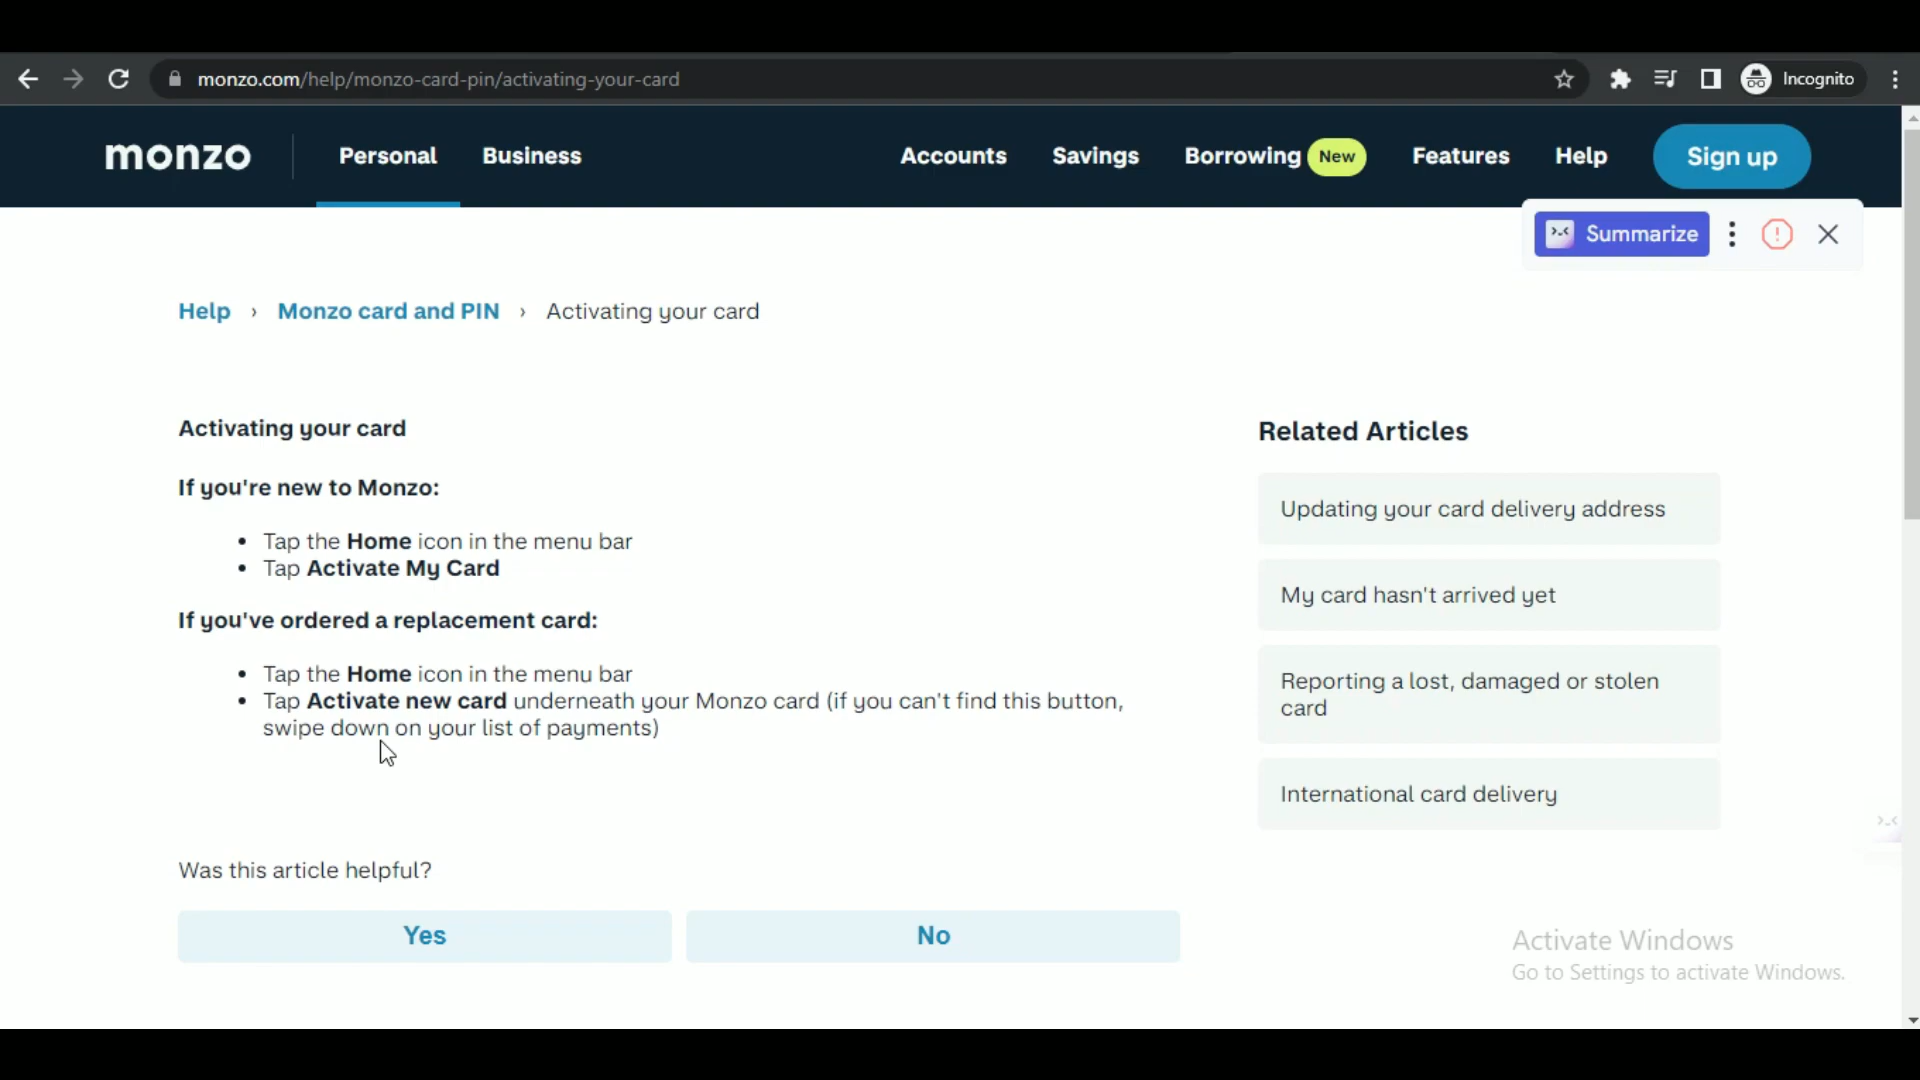 monzo.com/help/monzo-card-pin/activating-your-card
Incognito
monzo
Personal
Business
Accounts
Savings
Borrowing
New
Features
Help
Sign up
Summarize
Help › Monzo card and PIN › Activating your card
Activating your card
If you're new to Monzo:
• Tap the Home icon in the menu bar
• Tap Activate My Card
If you've ordered a replacement card:
• Tap the Home icon in the menu bar
• Tap Activate new card underneath your Monzo card (if you can't find this button,
swipe down on your list of payments)
Was this article helpful?
Yes
No
Related Articles
Updating your card delivery address
My card hasn't arrived yet
Reporting a lost, damaged or stolen
card
International card delivery
Activate Windows
Go to Settings to activate Windows.